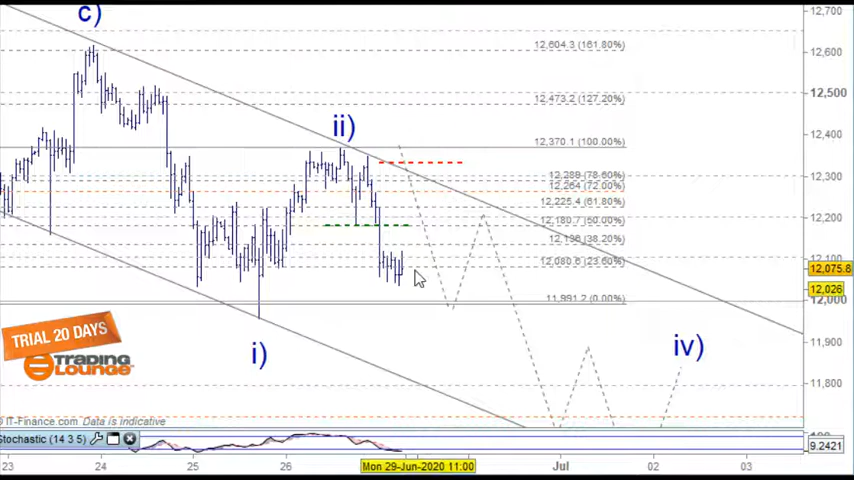 c)
12,700
12,604.3 (161.80%)
12,600
12,500
12,473.2 (127.20%)
12,400
ii)
12,370.1 (100.00%)
12,300
12,289 (78.60%)
12,264 (72.00%)
12,225.4 (61.80%)
12,200
12,180.7 (50.00%)
12,136 (38.20%)
12,100
12,080.6 (23.60%)
12,075.8
12,026
11,991.2 (0.00%)
12,000
TRIAL 20 DAYS
TRADING
LOUNGE
i)
iv)
11,900
11,800
© IT-Finance.com Data is indicative
Stochastic (14 3 5)
9.2421
23
24
25
26
Mon 29-Jun-2020 11:00
Jul
02
03